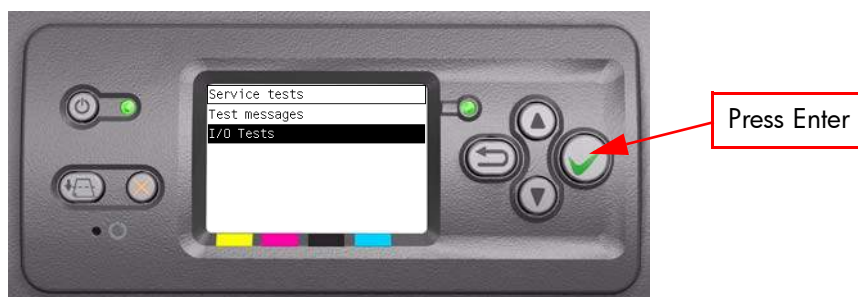 Service tests
Test messages
I/O Tests
Press Enter